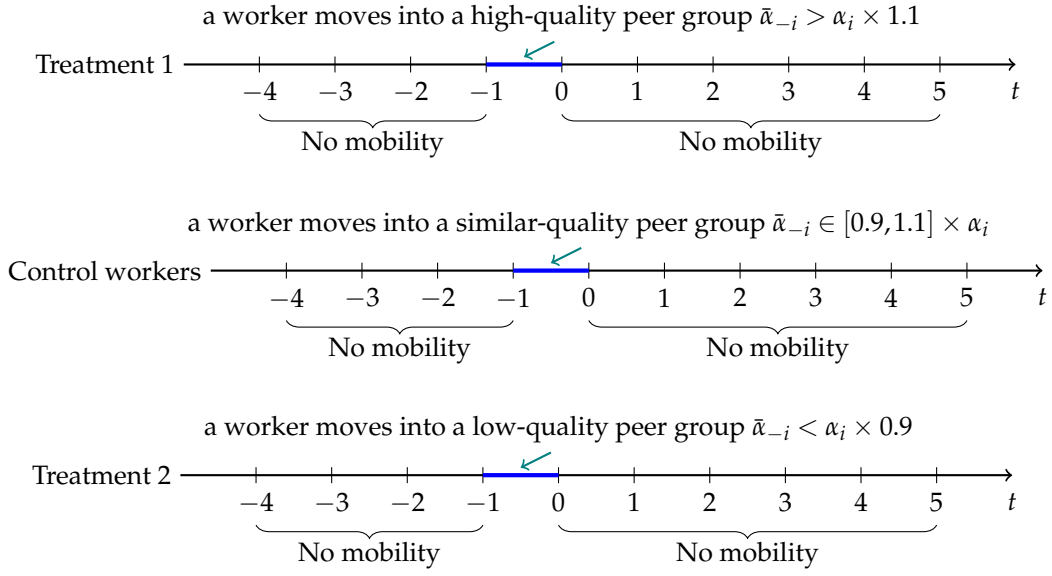 a worker moves into a high-quality peer group ᾱ₋ᵢ > αᵢ × 1.1
Treatment 1
−4 −3 −2 −1 0 1 2 3 4 5 t
No mobility No mobility
a worker moves into a similar-quality peer group ᾱ₋ᵢ ∈ [0.9, 1.1] × αᵢ
Control workers
−4 −3 −2 −1 0 1 2 3 4 5 t
No mobility No mobility
a worker moves into a low-quality peer group ᾱ₋ᵢ < αᵢ × 0.9
Treatment 2
−4 −3 −2 −1 0 1 2 3 4 5 t
No mobility No mobility